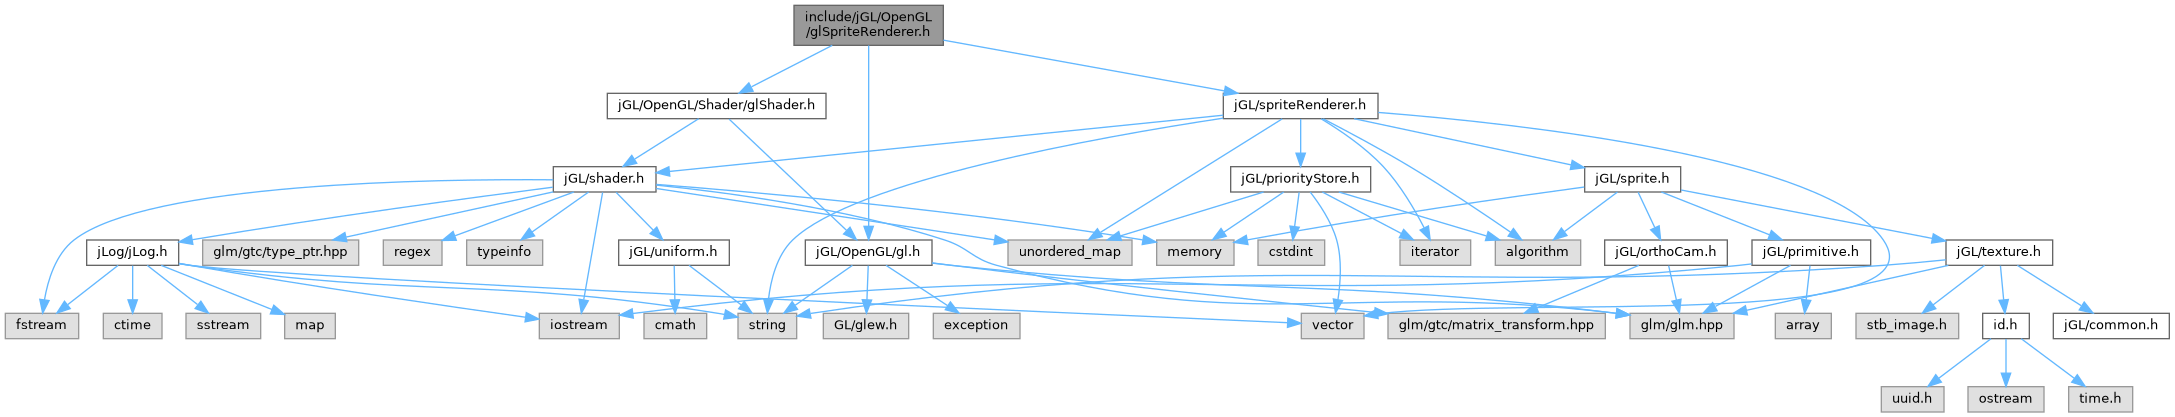 include/jGL/OpenGL
/glSpriteRenderer.h
jGL/OpenGL/Shader/glShader.h
jGL/spriteRenderer.h
jGL/shader.h
jGL/priorityStore.h
jGL/sprite.h
jLog/jLog.h
glm/gtc/type_ptr.hpp
regex
typeinfo
jGL/uniform.h
jGL/OpenGL/gl.h
unordered_map
memory
cstdint
iterator
algorithm
jGL/orthoCam.h
jGL/primitive.h
jGL/texture.h
fstream
ctime
sstream
map
iostream
cmath
string
GL/glew.h
exception
vector
glm/gtc/matrix_transform.hpp
glm/glm.hpp
array
stb_image.h
id.h
jGL/common.h
uuid.h
ostream
time.h